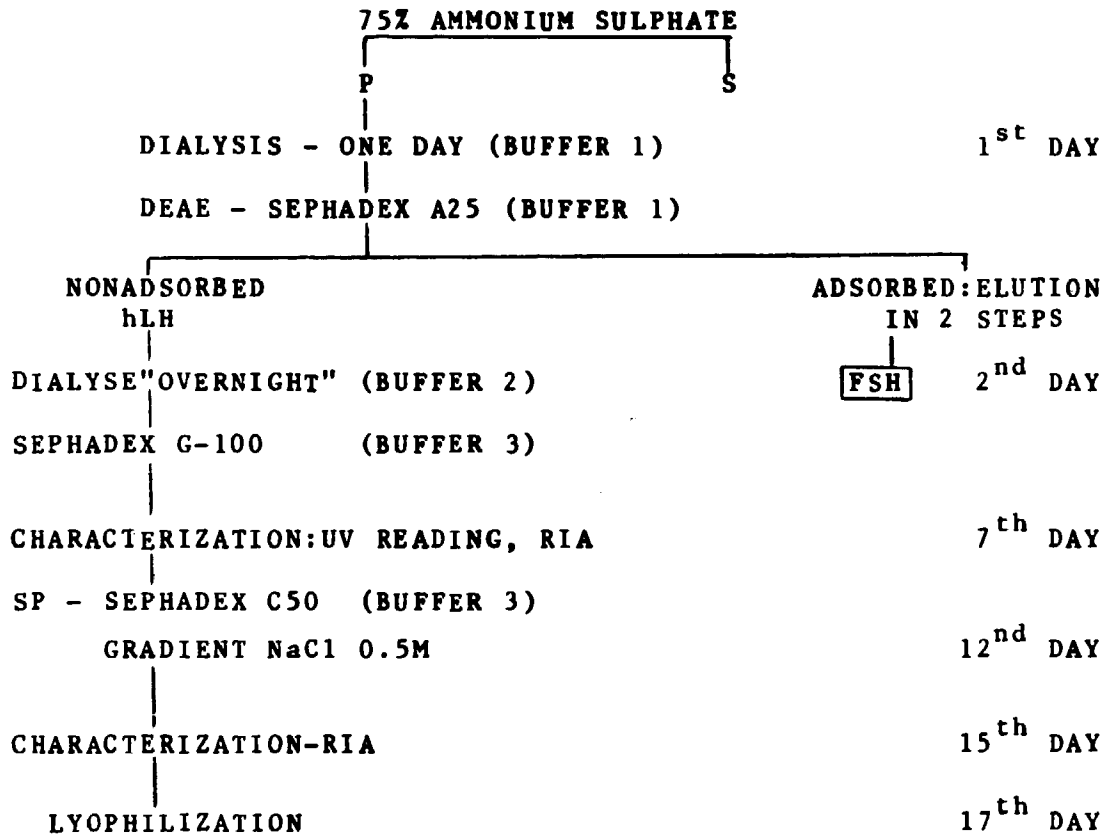 75% AMMONIUM SULPHATE
P S
DIALYSIS - ONE DAY (BUFFER 1) 1st DAY
DEAE - SEPHADEX A25 (BUFFER 1)
NONADSORBED ADSORBED:ELUTION
hLH IN 2 STEPS
DIALYSE"OVERNIGHT" (BUFFER 2) FSH 2nd DAY
SEPHADEX G-100 (BUFFER 3)
CHARACTERIZATION:UV READING, RIA 7th DAY
SP - SEPHADEX C50 (BUFFER 3)
GRADIENT NaCl 0.5M 12nd DAY
CHARACTERIZATION-RIA 15th DAY
LYOPHILIZATION 17th DAY